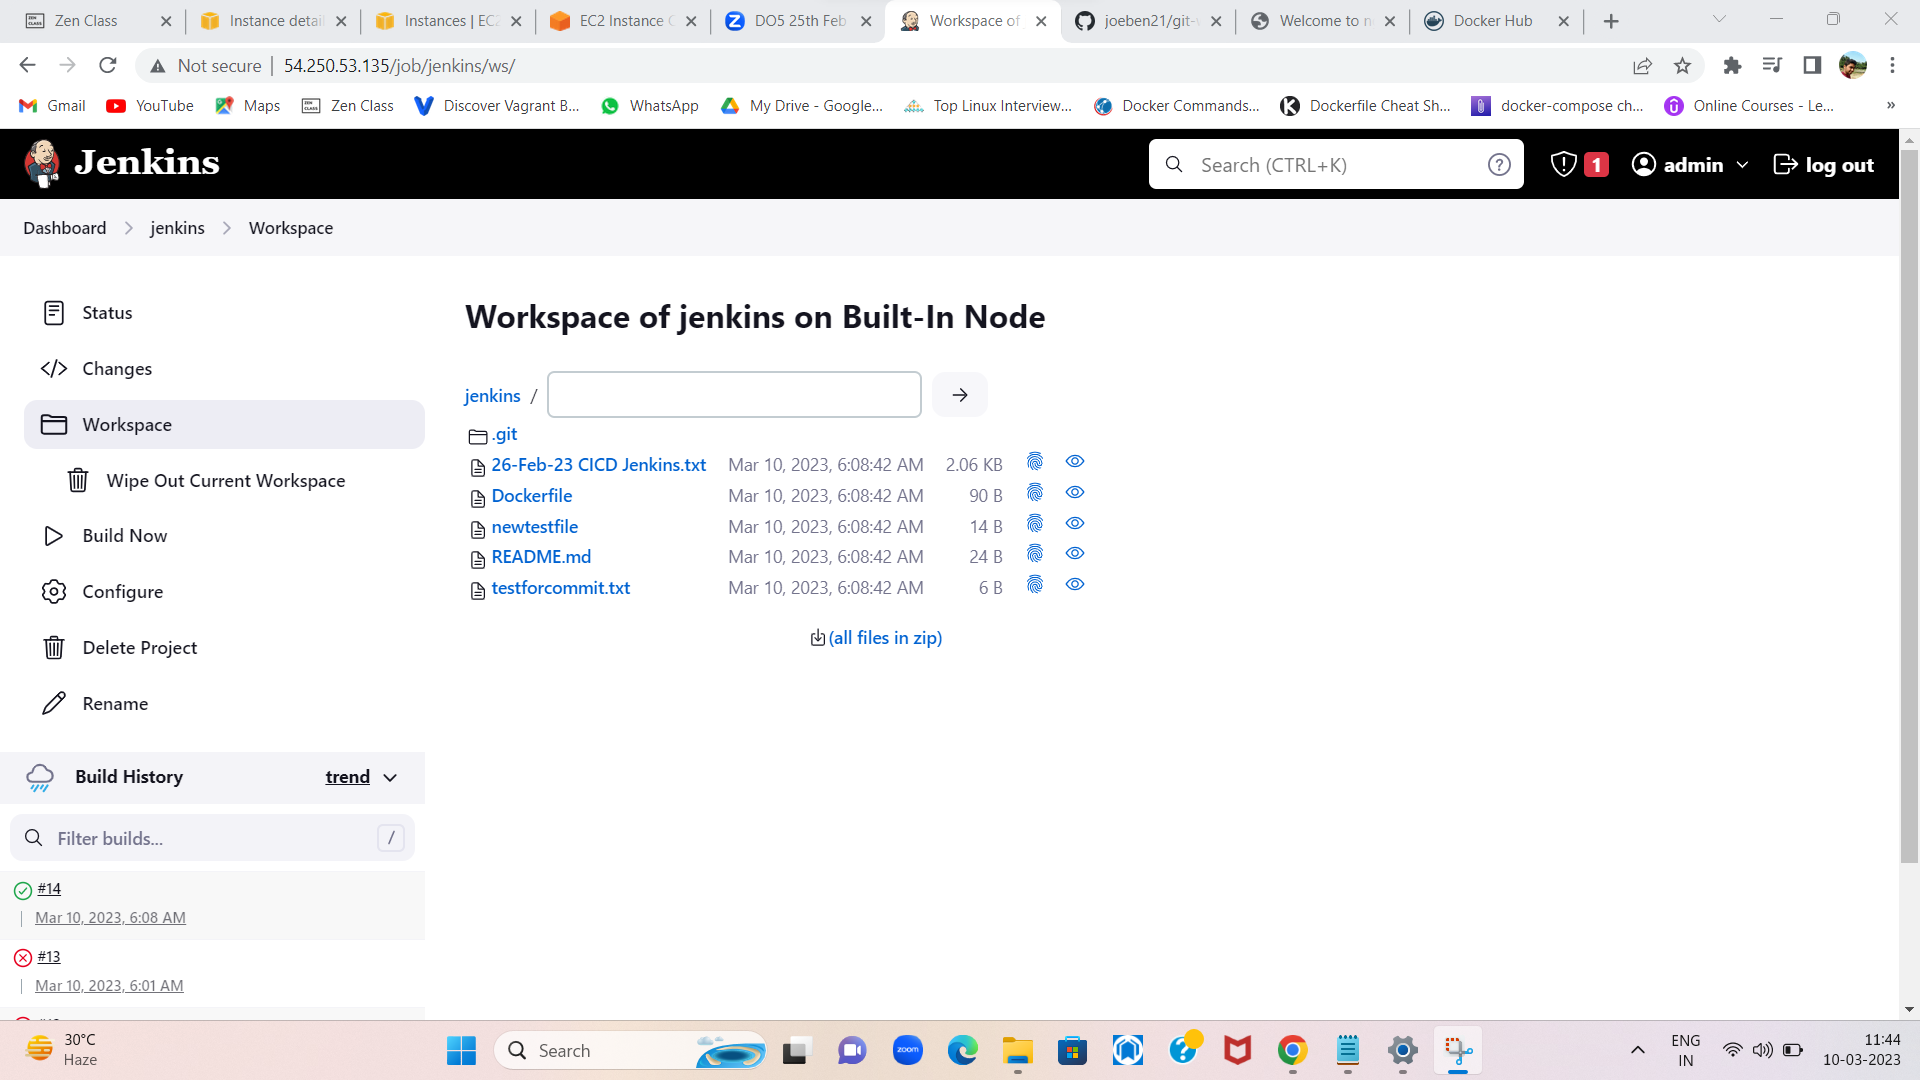 Zen Class
Instance detail
Instances | EC2
EC2 Instance C
DO5 25th Feb
Workspace of
joeben21/git-
Welcome to n
Docker Hub
Not secure | 54.250.53.135/job/jenkins/ws/
Gmail
YouTube
Maps
Zen Class
Discover Vagrant B...
WhatsApp
My Drive - Google...
Top Linux Interview...
Docker Commands...
Dockerfile Cheat Sh...
docker-compose ch...
Online Courses - Le...
»
Jenkins
Search (CTRL+K)
1
admin
log out
Dashboard > jenkins > Workspace
Status
Changes
Workspace
Wipe Out Current Workspace
Build Now
Configure
Delete Project
Rename
Build History
trend
Filter builds...
/
#14
Mar 10, 2023, 6:08 AM
#13
Mar 10, 2023, 6:01 AM
Workspace of jenkins on Built-In Node
jenkins /
.git
26-Feb-23 CICD Jenkins.txt Mar 10, 2023, 6:08:42 AM 2.06 KB
Dockerfile Mar 10, 2023, 6:08:42 AM 90 B
newtestfile Mar 10, 2023, 6:08:42 AM 14 B
README.md Mar 10, 2023, 6:08:42 AM 24 B
testforcommit.txt Mar 10, 2023, 6:08:42 AM 6 B
(all files in zip)
30°C
Haze
Search
zoom
ENG
IN
11:44
10-03-2023